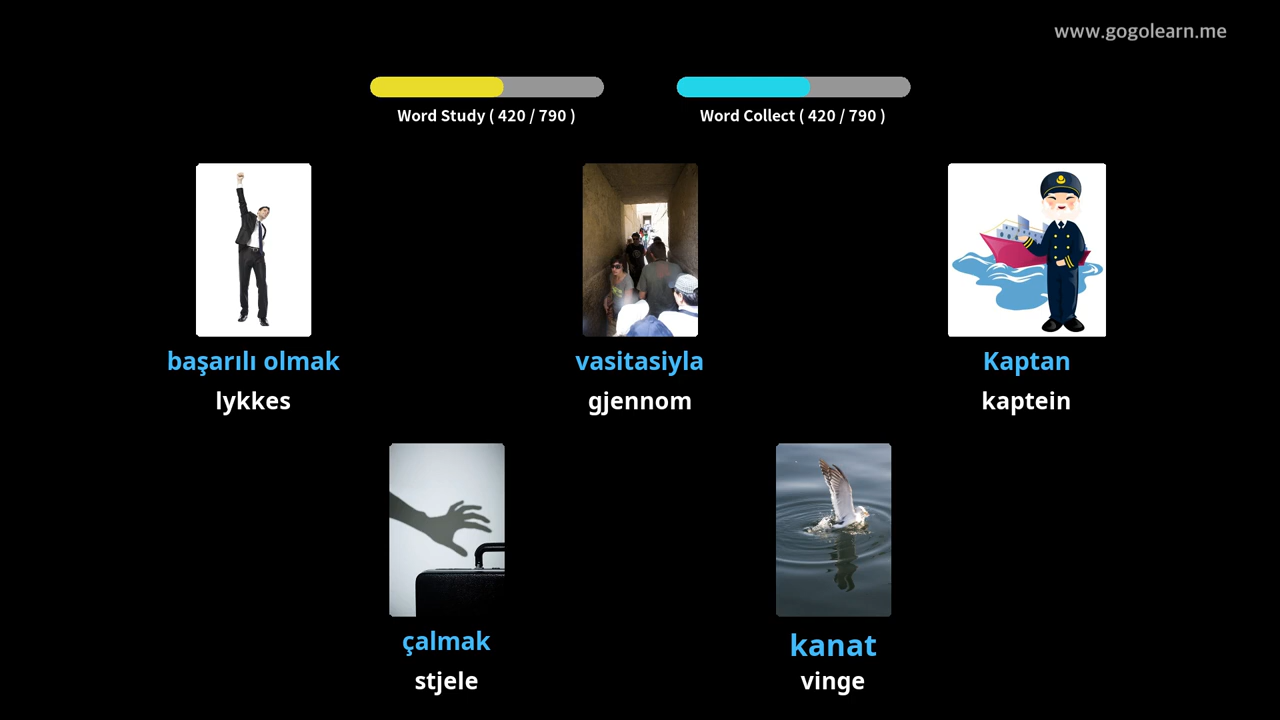 www.gogolearn.me
Word Study ( 420 / 790 )
Word Collect ( 420 / 790 )
başarılı olmak
lykkes
vasitasiyla
gjennom
Kaptan
kaptein
çalmak
stjele
kanat
vinge